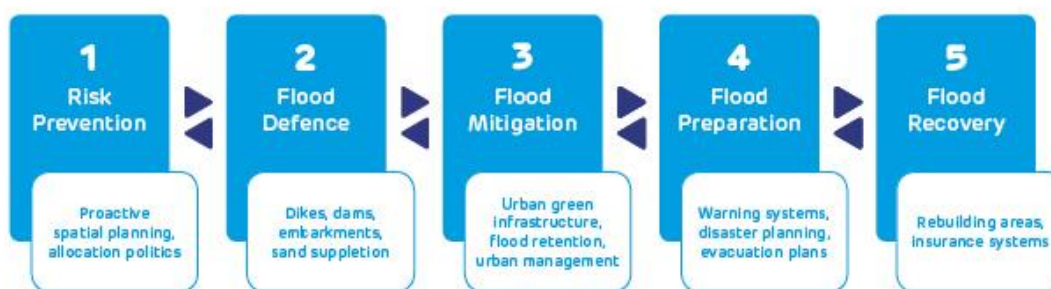 1
Risk
Prevention
Proactive
spatial planning,
allocation politics
2
Flood
Defence
Dikes, dams,
embarkments,
sand suppletion
3
Flood
Mitigation
Urban green
infrastructure,
flood retention,
urban management
4
Flood
Preparation
Warning systems,
disaster planning,
evacuation plans
5
Flood
Recovery
Rebuilding areas,
insurance systems